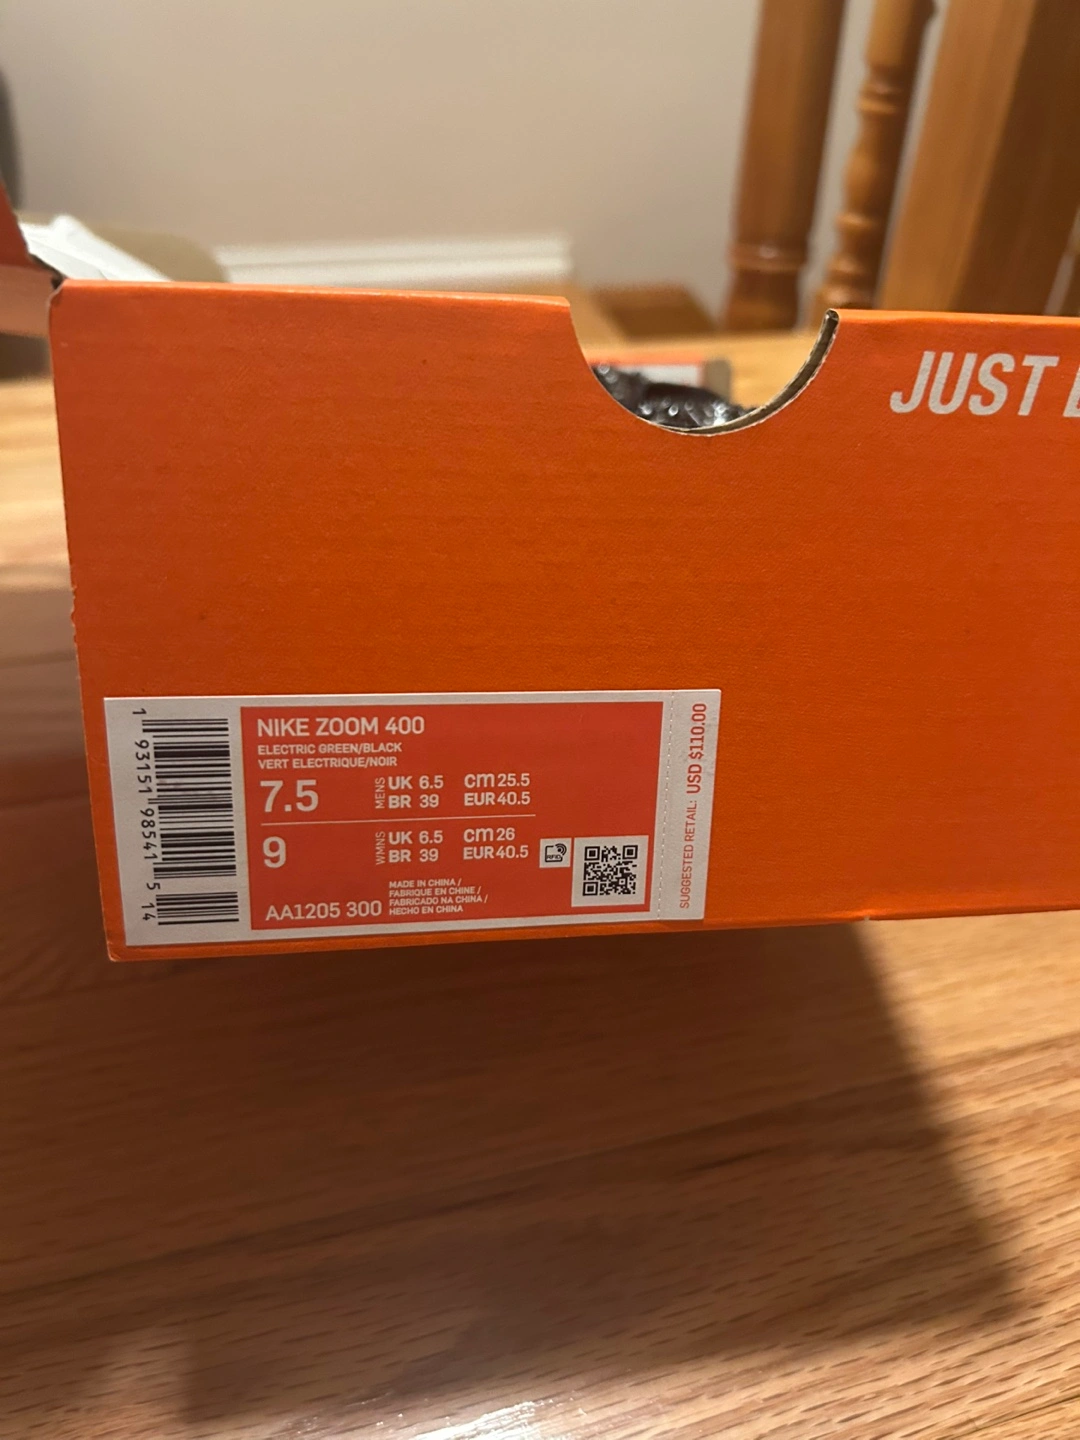 JUST
NIKE ZOOM 400
ELECTRIC GREEN/BLACK
VERT ELECTRIQUE/NOIR
7.5 MENS UK 6.5 cm 25.5
BR 39 EUR 40.5
9 WMNS UK 6.5 cm 26
BR 39 EUR 40.5
RFID
MADE IN CHINA /
FABRIQUE EN CHINE /
FABRICADO NA CHINA /
HECHO EN CHINA
AA1205 300
1 93151 98541 5 14
SUGGESTED RETAIL: USD $110.00